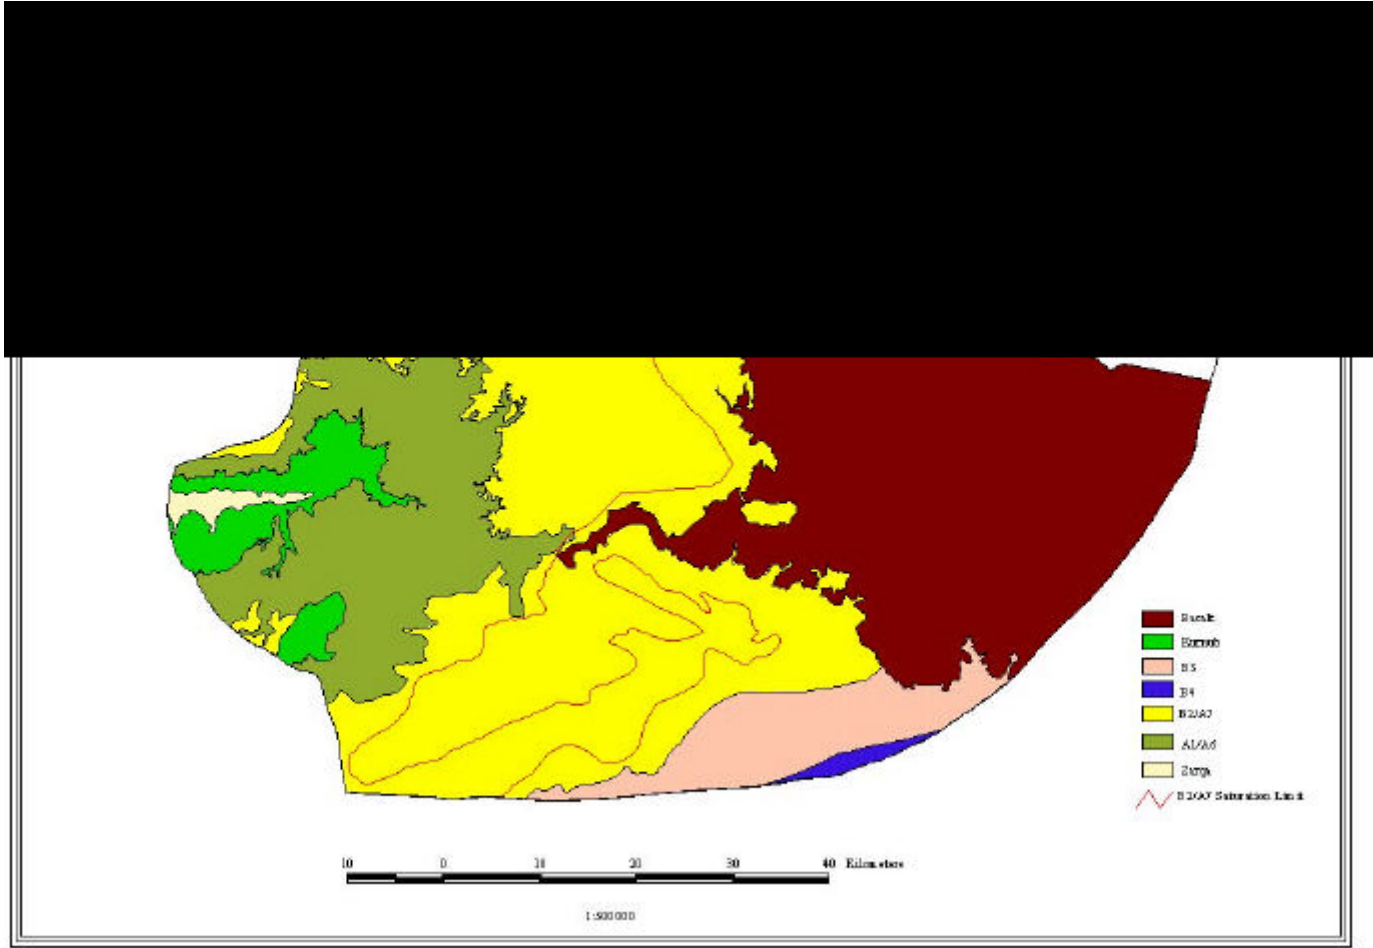 Basalt
Kurnub
B3
B4
B2/A7
A1/A6
Zarqa
B2/A7 Saturation Limit
10 0 10 20 30 40 Kilometers
1:500000